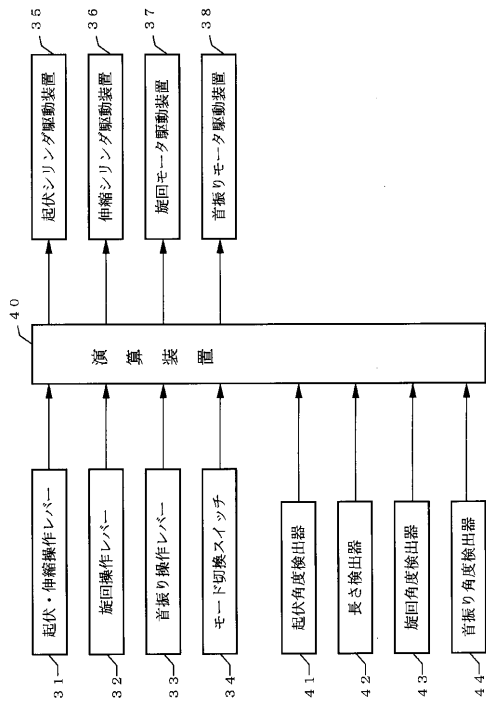 起伏・伸縮操作レバー
31
旋回操作レバー
32
首振り操作レバー
33
モード切換スイッチ
34
起伏角度検出器
41
長さ検出器
42
旋回角度検出器
43
首振り角度検出器
44
演算装置
40
起伏シリンダ駆動装置
35
伸縮シリンダ駆動装置
36
旋回モータ駆動装置
37
首振りモータ駆動装置
38